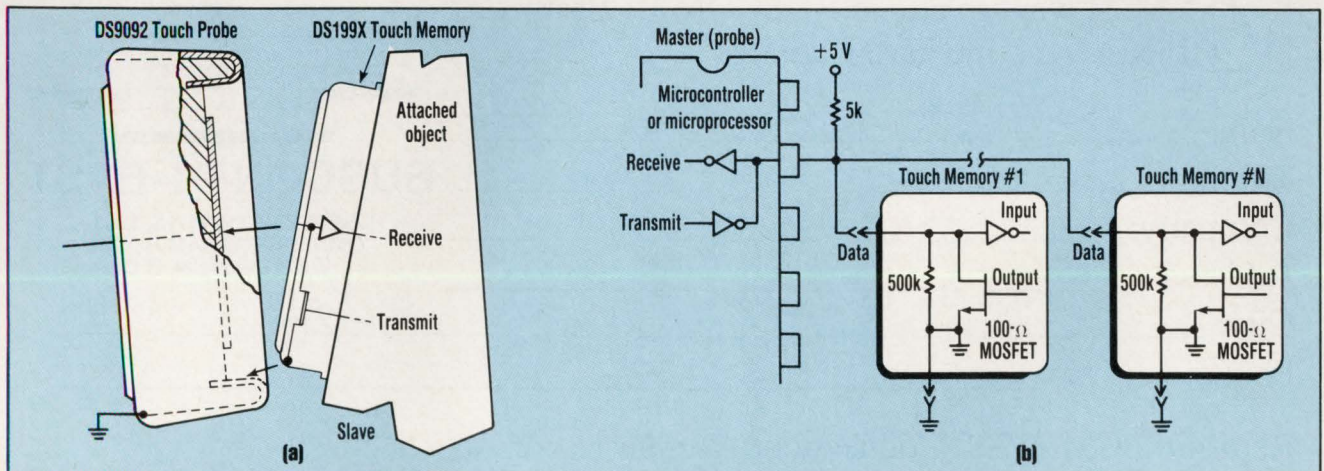 DS9092 Touch Probe
DS199X Touch Memory
Attached
object
Receive
Transmit
Slave
(a)
Master (probe)
+5 V
5k
Microcontroller
or microprocessor
Receive
Transmit
Touch Memory #1
Input
Data
500k
Output
100-Ω
MOSFET
Touch Memory #N
Input
Data
500k
Output
100-Ω
MOSFET
(b)